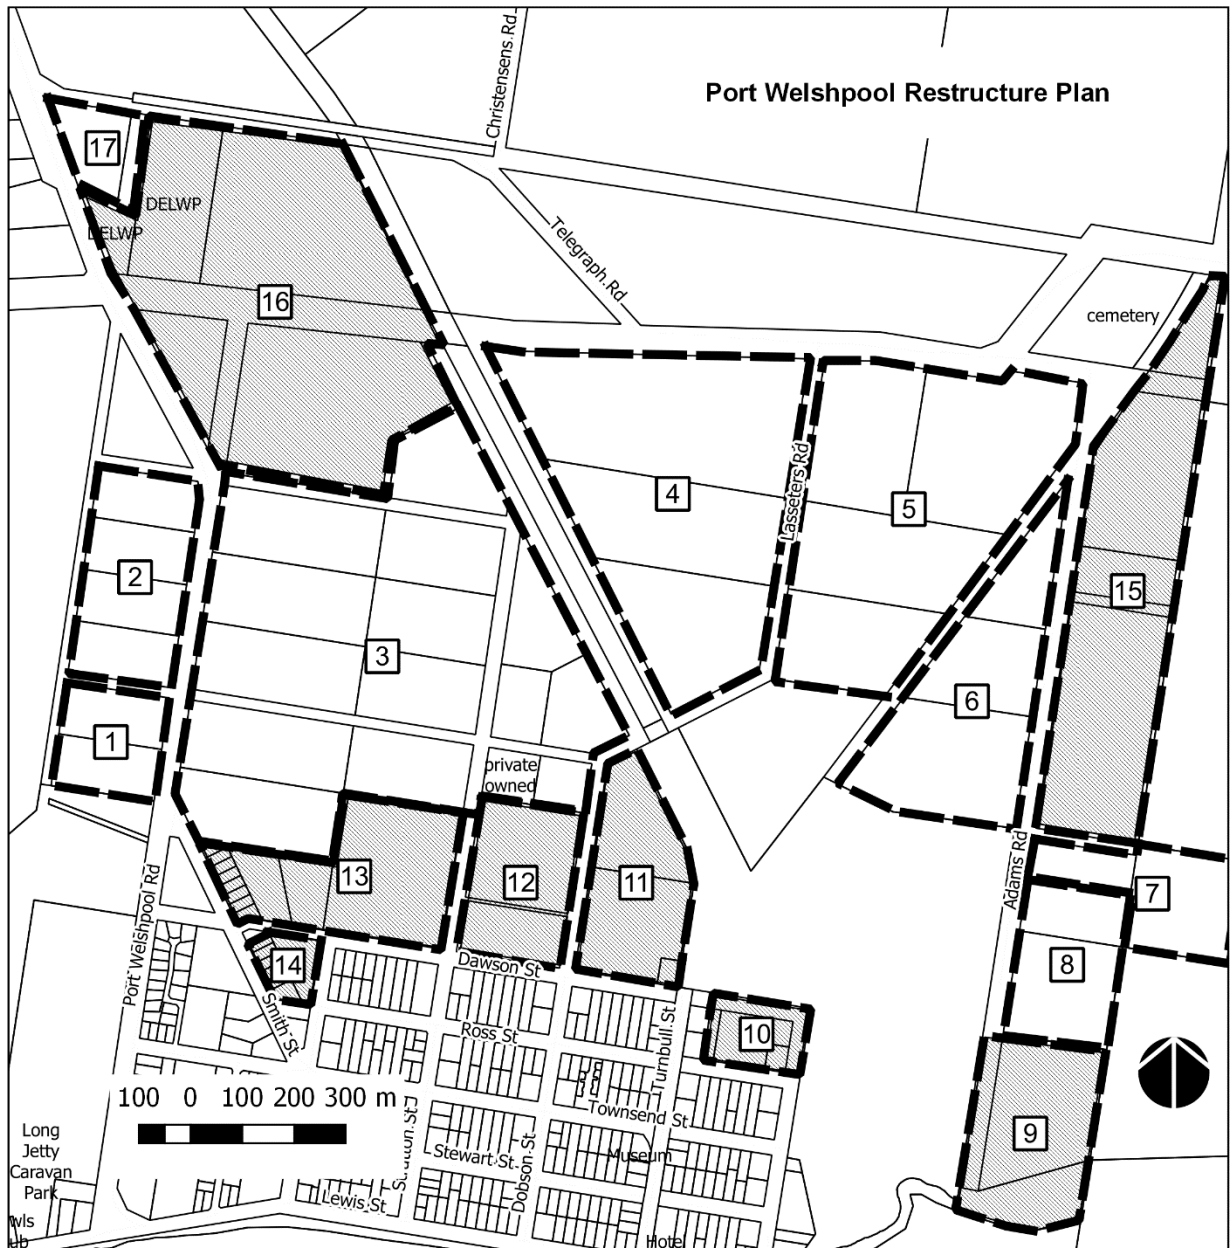 Christensens Rd
Port Welshpool Restructure Plan
17
DELWP
DELWP
Telegraph Rd
16
cemetery
Lasseters Rd
4
5
2
15
3
6
1
private
owned
Adams Rd
13
12
11
7
Port Welshpool Rd
14
Dawson St
8
Smith St
Ross St
Turnbull St
10
100 0 100 200 300 m
Townsend St
9
Long
Jetty
Caravan
Park
Stewart St
Museum
Dobson St
Lewis St
wls
ub
Hotel